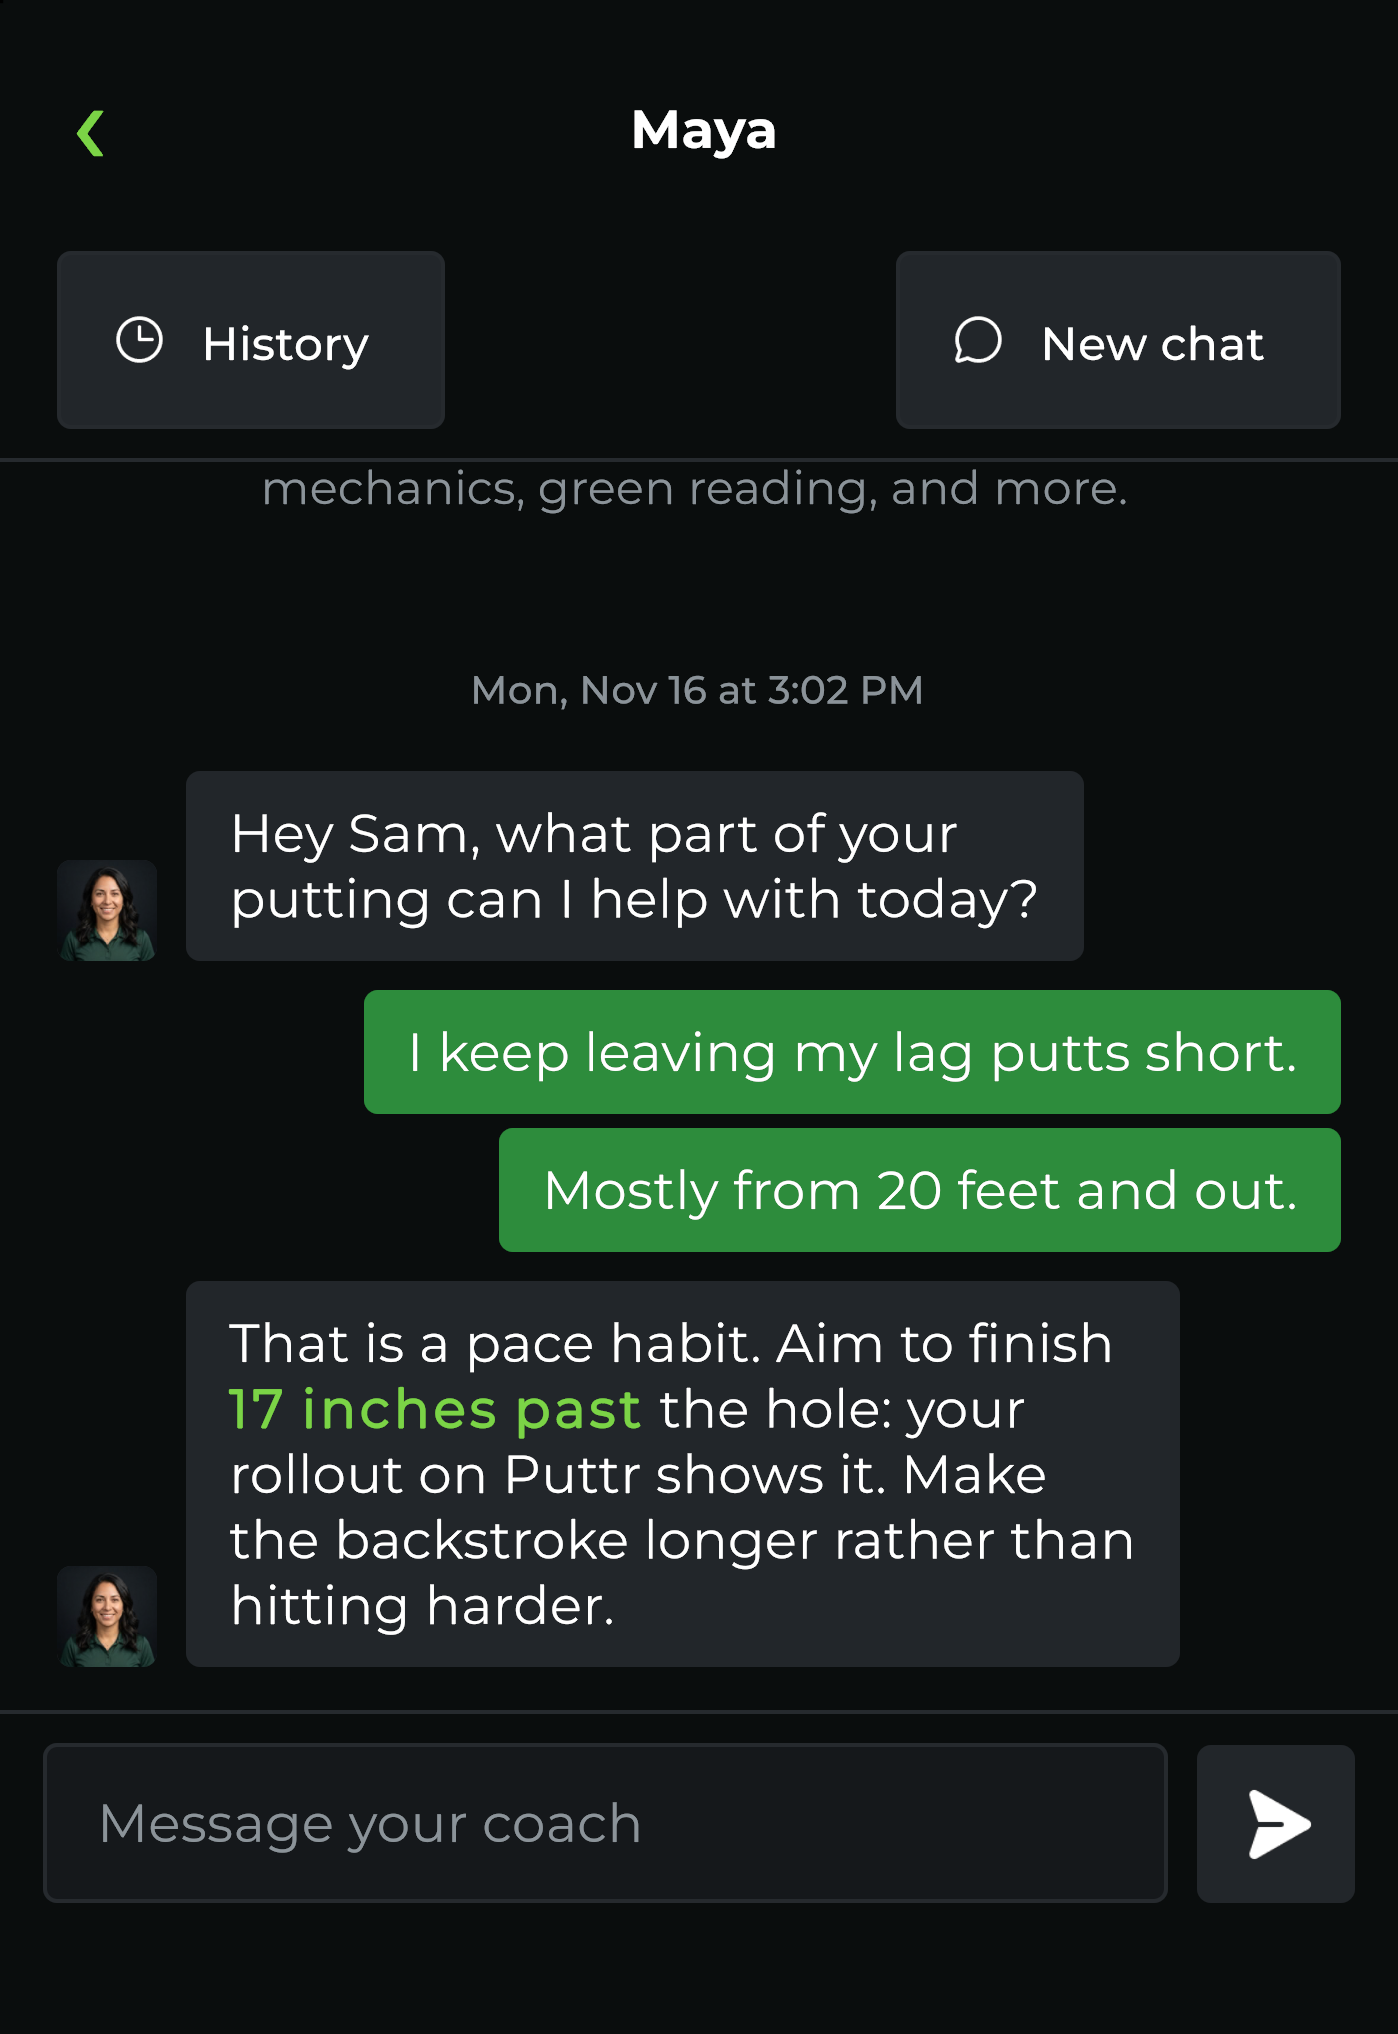 Maya
History
New chat
mechanics, green reading, and more.
Mon, Nov 16 at 3:02 PM
Hey Sam, what part of your
putting can I help with today?
I keep leaving my lag putts short.
Mostly from 20 feet and out.
That is a pace habit. Aim to finish
17 inches past the hole: your
rollout on Puttr shows it. Make
the backstroke longer rather than
hitting harder.
Message your coach